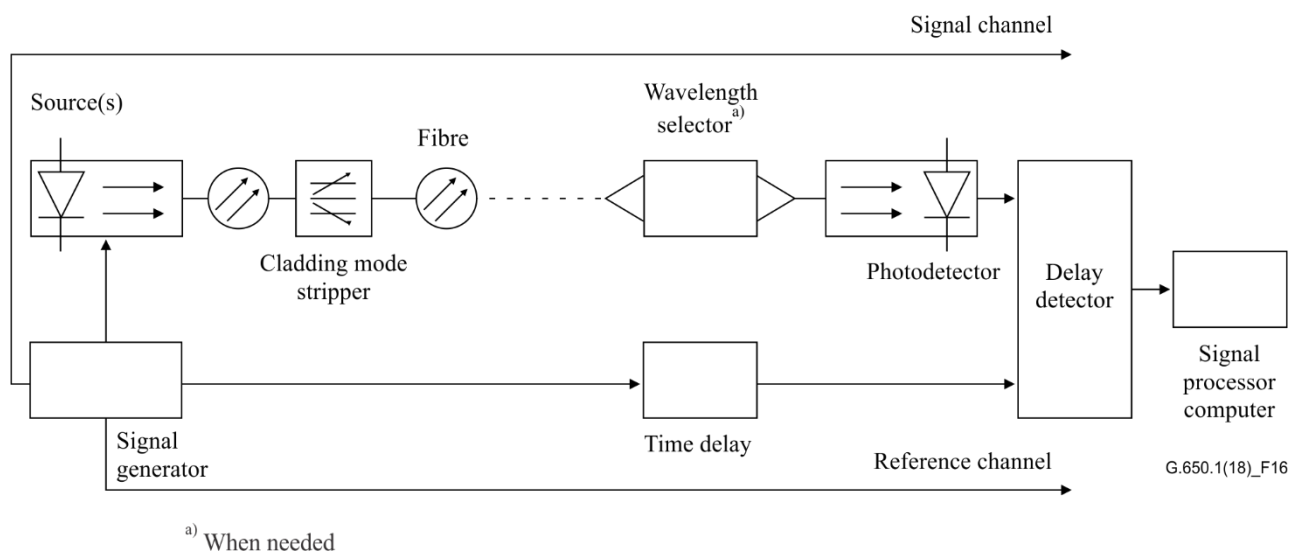 Signal channel
Source(s)
Wavelength
selector a)
Fibre
Cladding mode
stripper
Photodetector
Delay
detector
Signal
processor
computer
Signal
generator
Time delay
Reference channel
G.650.1(18)_F16
a) When needed